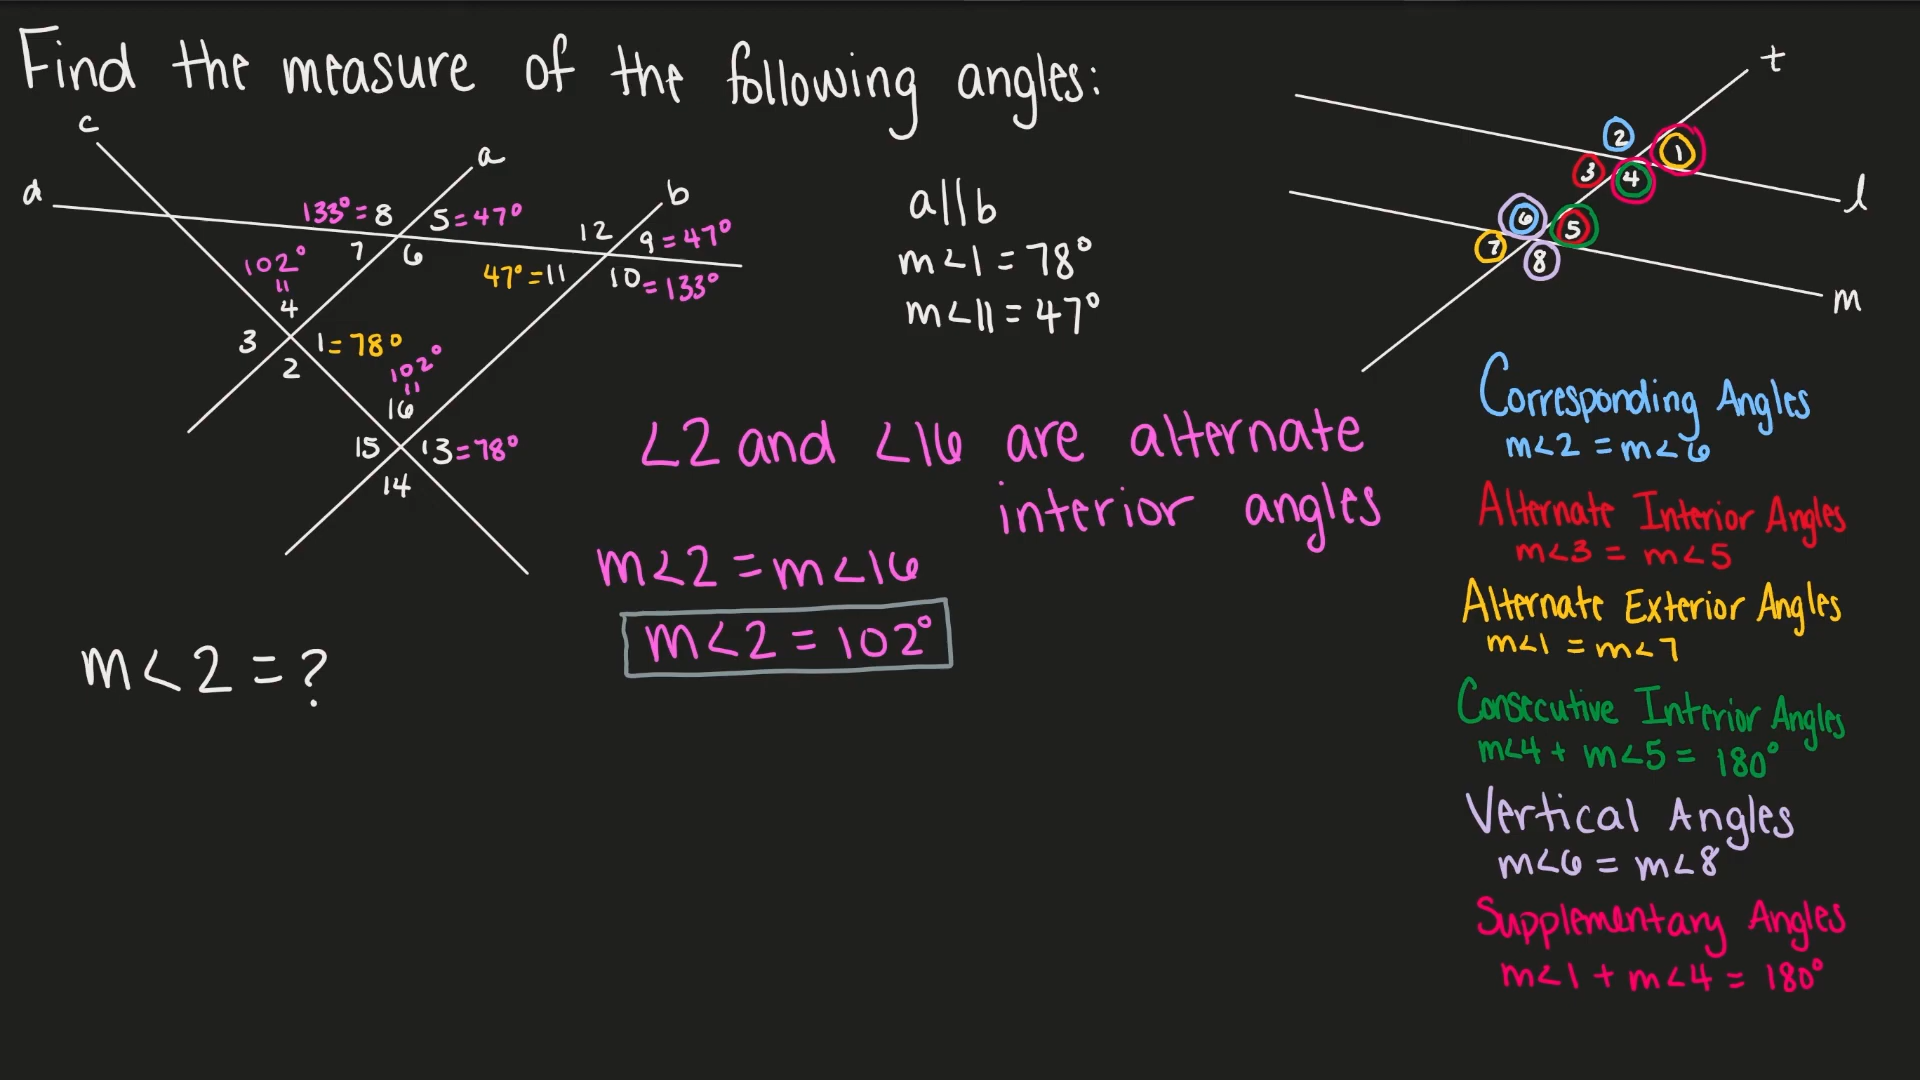 Find the measure of the following angles:
c
a
d
b
133° = 8
5 = 47°
12
9 = 47°
7
6
47° = 11
10 = 133°
102°
=
4
3
1 = 78°
2
102°
=
16
15
13 = 78°
14
a||b
m<1 = 78°
m<11 = 47°
<2 and <16 are alternate
interior angles
m<2 = m<16
m<2 = 102°
m<2 = ?
t
2
1
3
4
l
6
5
7
8
m
Corresponding Angles
m<2 = m<6
Alternate Interior Angles
m<3 = m<5
Alternate Exterior Angles
m<1 = m<7
Consecutive Interior Angles
m<4 + m<5 = 180°
Vertical Angles
m<6 = m<8
Supplementary Angles
m<1 + m<4 = 180°